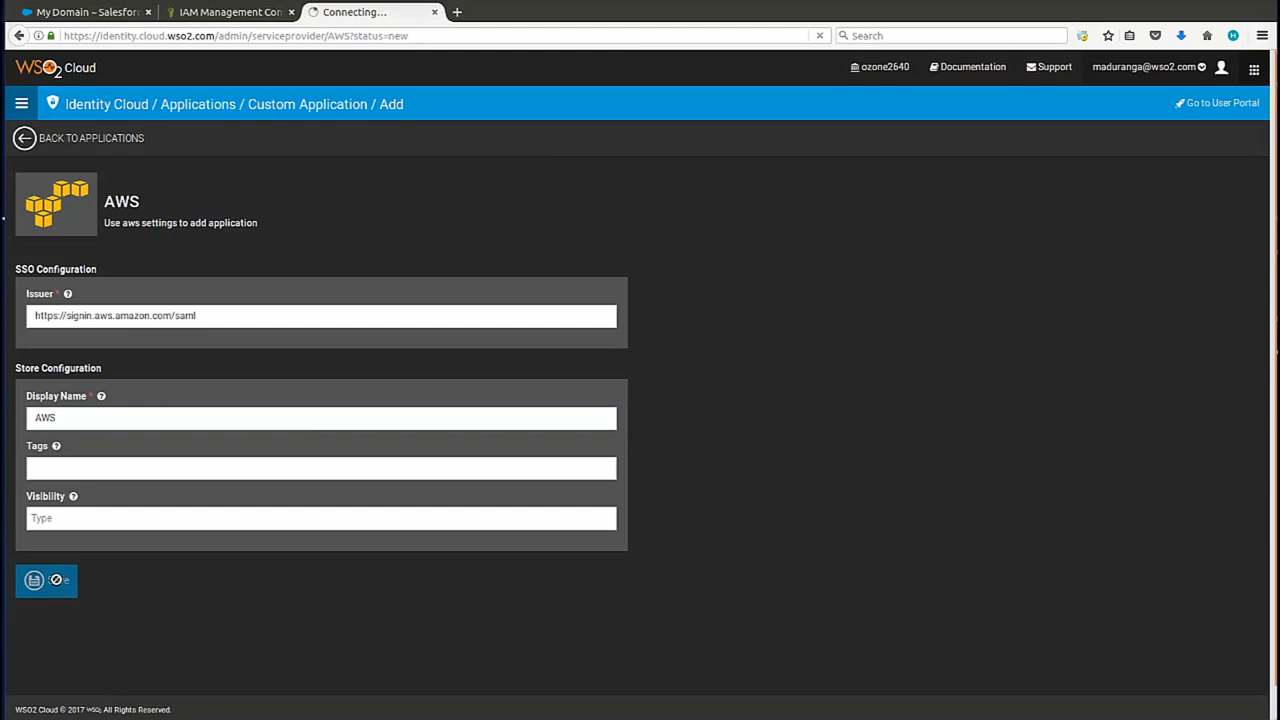 My Domain ~ Salesfor
IAM Management Con
Connecting...
https://identity.cloud.wso2.com/admin/serviceprovider/AWS?status=new
Search
WSO2 Cloud
ozone2640
Documentation
Support
maduranga@wso2.com
Identity Cloud / Applications / Custom Application / Add
Go to User Portal
BACK TO APPLICATIONS
AWS
Use aws settings to add application
SSO Configuration
Issuer *
https://signin.aws.amazon.com/saml
Store Configuration
Display Name *
AWS
Tags
Visibility
Type
WSO2 Cloud © 2017 WSO2 All Rights Reserved.